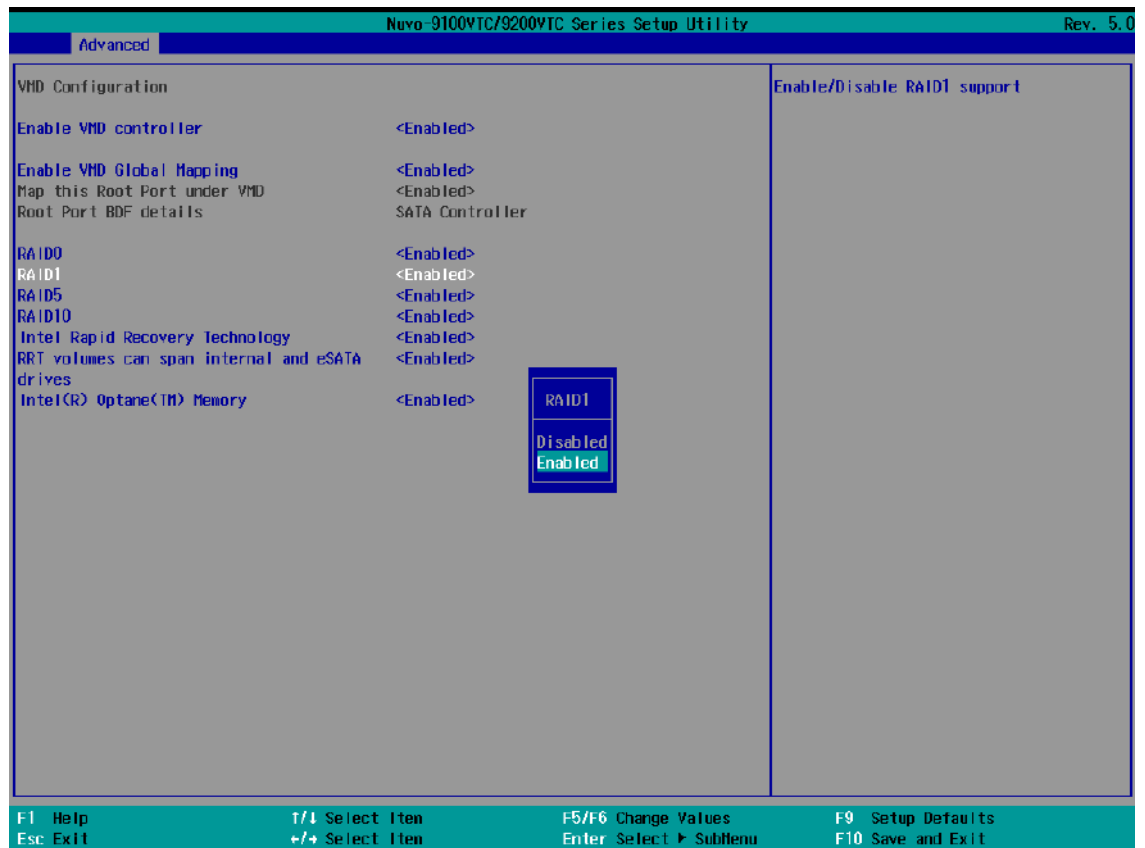 Nuvo-9100VTC/9200VTC Series Setup Utility Rev. 5.0
Advanced
VMD Configuration
Enable/Disable RAID1 support
Enable VMD controller <Enabled>
Enable VMD Global Mapping <Enabled>
Map this Root Port under VMD <Enabled>
Root Port BDF details SATA Controller
RAID0 <Enabled>
RAID1 <Enabled>
RAID5 <Enabled>
RAID10 <Enabled>
Intel Rapid Recovery Technology <Enabled>
RRT volumes can span internal and eSATA <Enabled>
drives
Intel(R) Optane(TM) Memory <Enabled>
RAID1
Disabled
Enabled
F1 Help ↑/↓ Select Item F5/F6 Change Values F9 Setup Defaults
Esc Exit ←/→ Select Item Enter Select ► SubMenu F10 Save and Exit